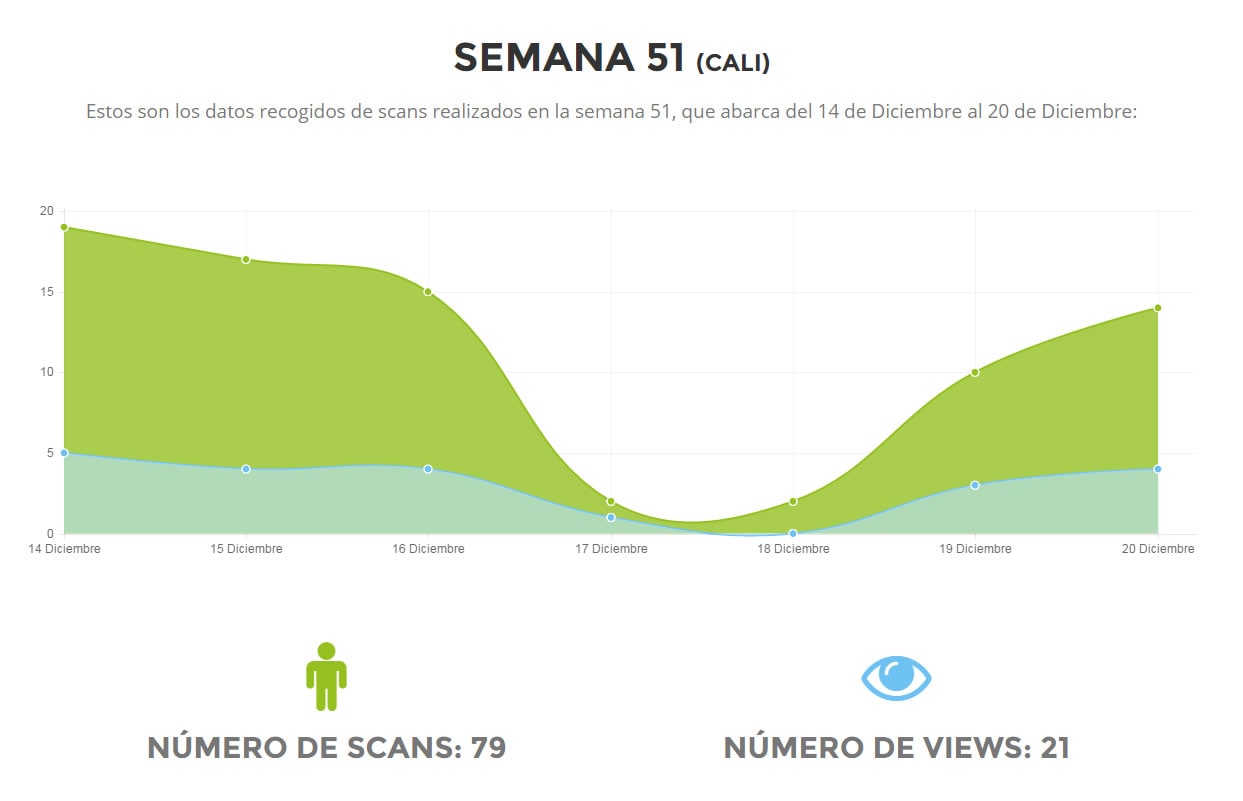 SEMANA 51 (CALI)
Estos son los datos recogidos de scans realizados en la semana 51, que abarca del 14 de Diciembre al 20 de Diciembre:
20
15
10
5
0
14 Diciembre 15 Diciembre 16 Diciembre 17 Diciembre 18 Diciembre 19 Diciembre 20 Diciembre
NÚMERO DE SCANS: 79 NÚMERO DE VIEWS: 21